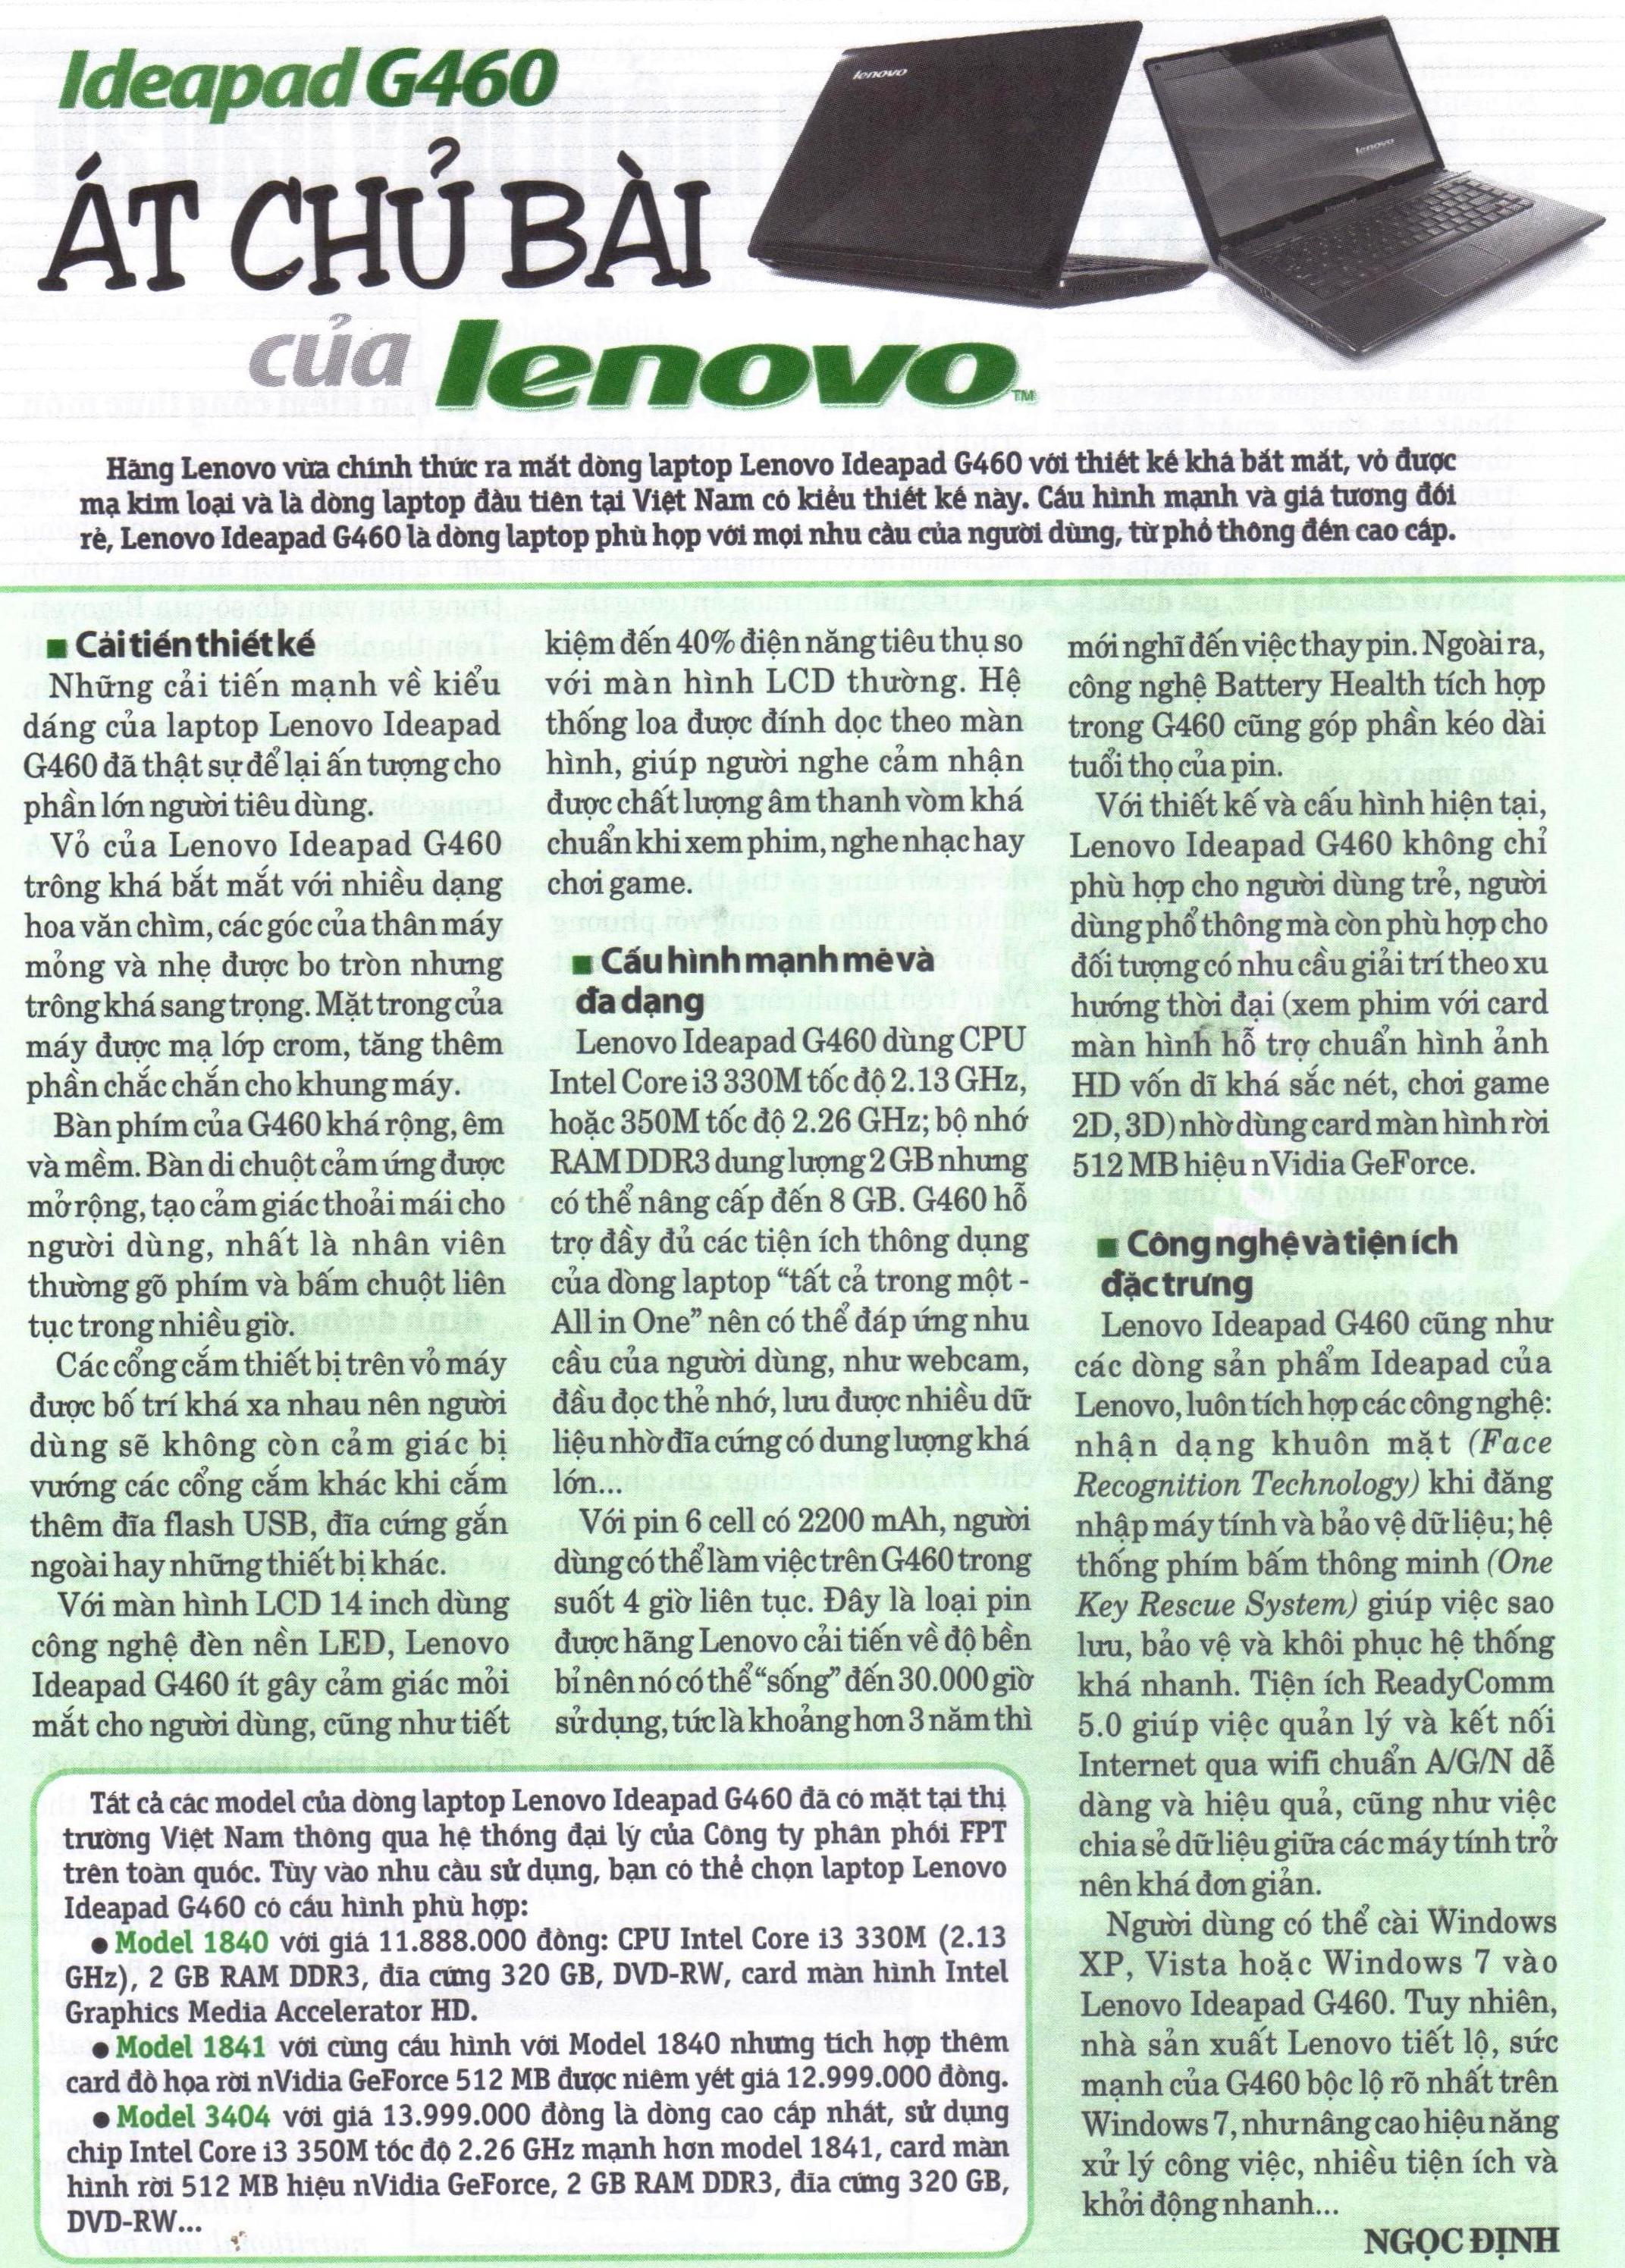 Ideapad G460
ÁT CHỦ BÀI
của lenovo™
lenovo
lenovo
Hãng Lenovo vừa chính thức ra mắt dòng laptop Lenovo Ideapad G460 với thiết kế khá bắt mắt, vỏ được
mạ kim loại và là dòng laptop đầu tiên tại Việt Nam có kiểu thiết kế này. Cấu hình mạnh và giá tương đối
rẻ, Lenovo Ideapad G460 là dòng laptop phù hợp với mọi nhu cầu của người dùng, từ phổ thông đến cao cấp.
■ Cải tiến thiết kế
Những cải tiến mạnh về kiểu
dáng của laptop Lenovo Ideapad
G460 đã thật sự để lại ấn tượng cho
phần lớn người tiêu dùng.
Vỏ của Lenovo Ideapad G460
trông khá bắt mắt với nhiều dạng
hoa văn chìm, các góc của thân máy
mỏng và nhẹ được bo tròn nhưng
trông khá sang trọng. Mặt trong của
máy được mạ lớp crom, tăng thêm
phần chắc chắn cho khung máy.
Bàn phím của G460 khá rộng, êm
và mềm. Bàn di chuột cảm ứng được
mở rộng, tạo cảm giác thoải mái cho
người dùng, nhất là nhân viên
thường gõ phím và bấm chuột liên
tục trong nhiều giờ.
Các cổng cắm thiết bị trên vỏ máy
được bố trí khá xa nhau nên người
dùng sẽ không còn cảm giác bị
vướng các cổng cắm khác khi cắm
thêm đĩa flash USB, đĩa cứng gắn
ngoài hay những thiết bị khác.
Với màn hình LCD 14 inch dùng
cộng nghệ đèn nền LED, Lenovo
Ideapad G460 ít gây cảm giác mỏi
mắt cho người dùng, cũng như tiết
kiệm đến 40% điện năng tiêu thụ so
với màn hình LCD thường. Hệ
thống loa được đính dọc theo màn
hình, giúp người nghe cảm nhận
được chất lượng âm thanh vòm khá
chuẩn khi xem phim, nghe nhạc hay
chơi game.
■ Cấu hình mạnh mẽ và
đa dạng
Lenovo Ideapad G460 dùng CPU
Intel Core i3 330M tốc độ 2.13 GHz,
hoặc 350M tốc độ 2.26 GHz; bộ nhớ
RAM DDR3 dung lượng 2 GB nhưng
có thể nâng cấp đến 8 GB. G460 hỗ
trợ đầy đủ các tiện ích thông dụng
của dòng laptop “tất cả trong một -
All in One” nên có thể đáp ứng nhu
cầu của người dùng, như webcam,
đầu đọc thẻ nhớ, lưu được nhiều dữ
liệu nhờ đĩa cứng có dung lượng khá
lớn...
Với pin 6 cell có 2200 mAh, người
dùng có thể làm việc trên G460 trong
suốt 4 giờ liên tục. Đây là loại pin
được hãng Lenovo cải tiến về độ bền
bỉ nên nó có thể “sống” đến 30.000 giờ
sử dụng, tức là khoảng hơn 3 năm thì
mới nghĩ đến việc thay pin. Ngoài ra,
công nghệ Battery Health tích hợp
trong G460 cũng góp phần kéo dài
tuổi thọ của pin.
Với thiết kế và cấu hình hiện tại,
Lenovo Ideapad G460 không chỉ
phù hợp cho người dùng trẻ, người
dùng phổ thông mà còn phù hợp cho
đối tượng có nhu cầu giải trí theo xu
hướng thời đại (xem phim với card
màn hình hỗ trợ chuẩn hình ảnh
HD vốn dĩ khá sắc nét, chơi game
2D, 3D) nhờ dùng card màn hình rời
512 MB hiệu nVidia GeForce.
■ Công nghệ và tiện ích
đặc trưng
Lenovo Ideapad G460 cũng như
các dòng sản phẩm Ideapad của
Lenovo, luôn tích hợp các công nghệ:
nhận dạng khuôn mặt (Face
Recognition Technology) khi đăng
nhập máy tính và bảo vệ dữ liệu; hệ
thống phím bấm thông minh (One
Key Rescue System) giúp việc sao
lưu, bảo vệ và khôi phục hệ thống
khá nhanh. Tiện ích ReadyComm
5.0 giúp việc quản lý và kết nối
Internet qua wifi chuẩn A/G/N dễ
dàng và hiệu quả, cũng như việc
chia sẻ dữ liệu giữa các máy tính trở
nên khá đơn giản.
Người dùng có thể cài Windows
XP, Vista hoặc Windows 7 vào
Lenovo Ideapad G460. Tuy nhiên,
nhà sản xuất Lenovo tiết lộ, sức
mạnh của G460 bộc lộ rõ nhất trên
Windows 7, như nâng cao hiệu năng
xử lý công việc, nhiều tiện ích và
khởi động nhanh...
NGỌC ĐỊNH
Tất cả các model của dòng laptop Lenovo Ideapad G460 đã có mặt tại thị
trường Việt Nam thông qua hệ thống đại lý của Công ty phân phối FPT
trên toàn quốc. Tùy vào nhu cầu sử dụng, bạn có thể chọn laptop Lenovo
Ideapad G460 có cấu hình phù hợp:
● Model 1840 với giá 11.888.000 đồng: CPU Intel Core i3 330M (2.13
GHz), 2 GB RAM DDR3, đĩa cứng 320 GB, DVD-RW, card màn hình Intel
Graphics Media Accelerator HD.
● Model 1841 với cùng cấu hình với Model 1840 nhưng tích hợp thêm
card đồ họa rời nVidia GeForce 512 MB được niêm yết giá 12.999.000 đồng.
● Model 3404 với giá 13.999.000 đồng là dòng cao cấp nhất, sử dụng
chip Intel Core i3 350M tốc độ 2.26 GHz mạnh hơn model 1841, card màn
hình rời 512 MB hiệu nVidia GeForce, 2 GB RAM DDR3, đĩa cứng 320 GB,
DVD-RW...